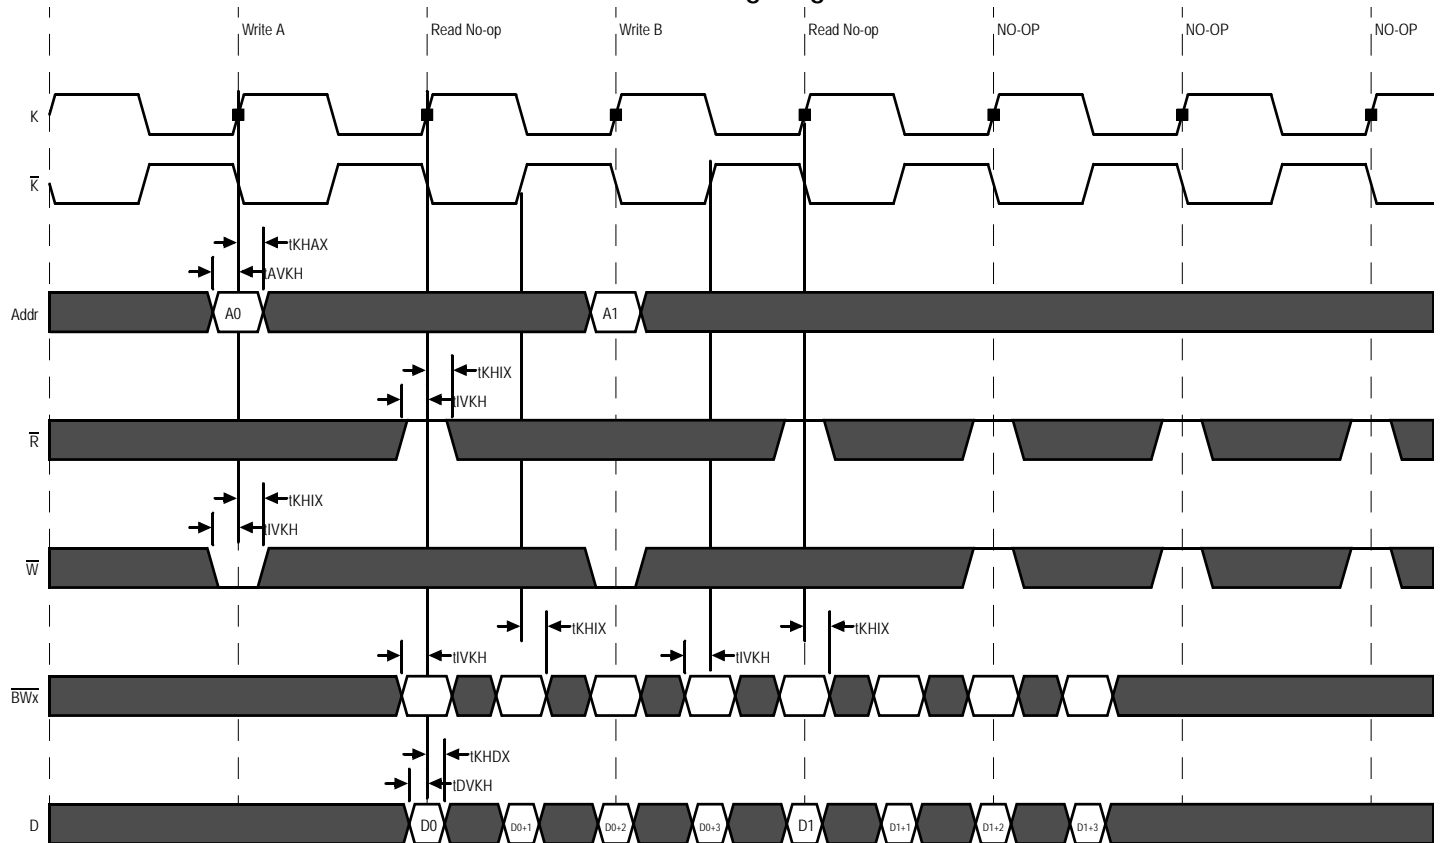 Write A Read No-op Write B Read No-op NO-OP NO-OP NO-OP
K
K
tKHAX
tAVKH
Addr A0 A1
tKHIX
tIVKH
R
tKHIX
tIVKH
W
tKHIX tKHIX
tIVKH tIVKH
BWx
tKHDX
tDVKH
D D0 D0+1 D0+2 D0+3 D1 D1+1 D1+2 D1+3